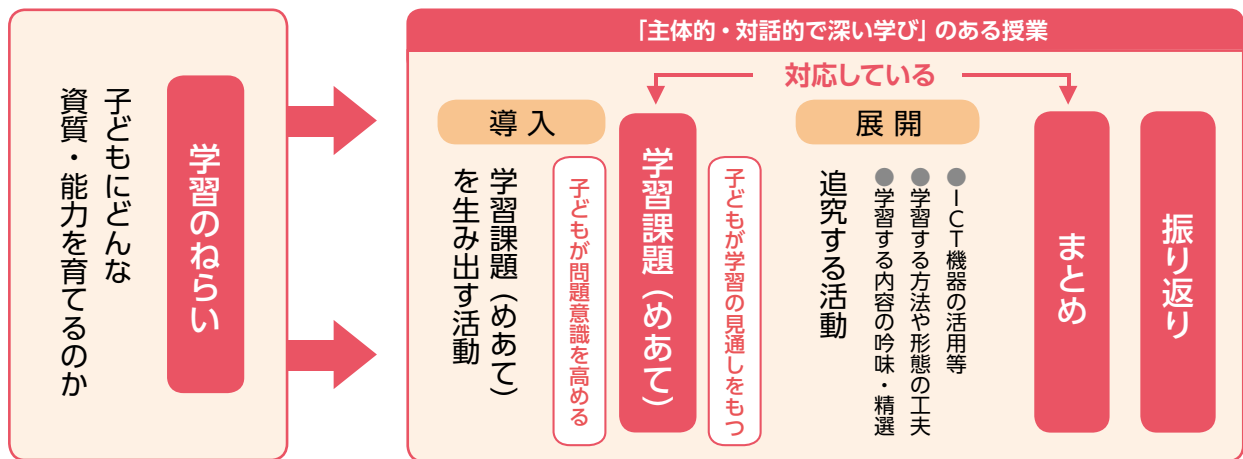 学習のねらい
子どもにどんな
資質・能力を育てるのか
「主体的・対話的で深い学び」のある授業
対応している
導入
学習課題（めあて）
を生み出す活動
子どもが問題意識を高める
学習課題（めあて）
子どもが学習の見通しをもつ
展開
追究する活動
●学習する内容の吟味・精選
●学習する方法や形態の工夫
●ICT機器の活用等
まとめ
振り返り